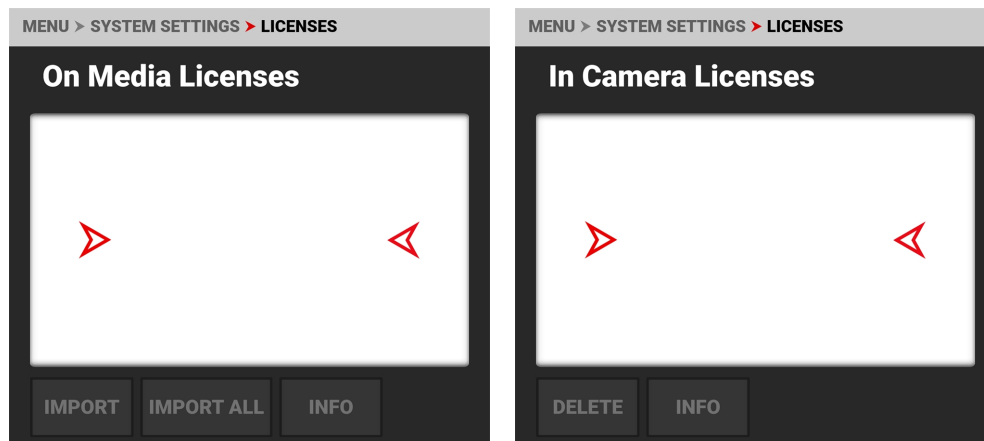 MENU > SYSTEM SETTINGS > LICENSES
On Media Licenses
IMPORT
IMPORT ALL
INFO
MENU > SYSTEM SETTINGS > LICENSES
In Camera Licenses
DELETE
INFO